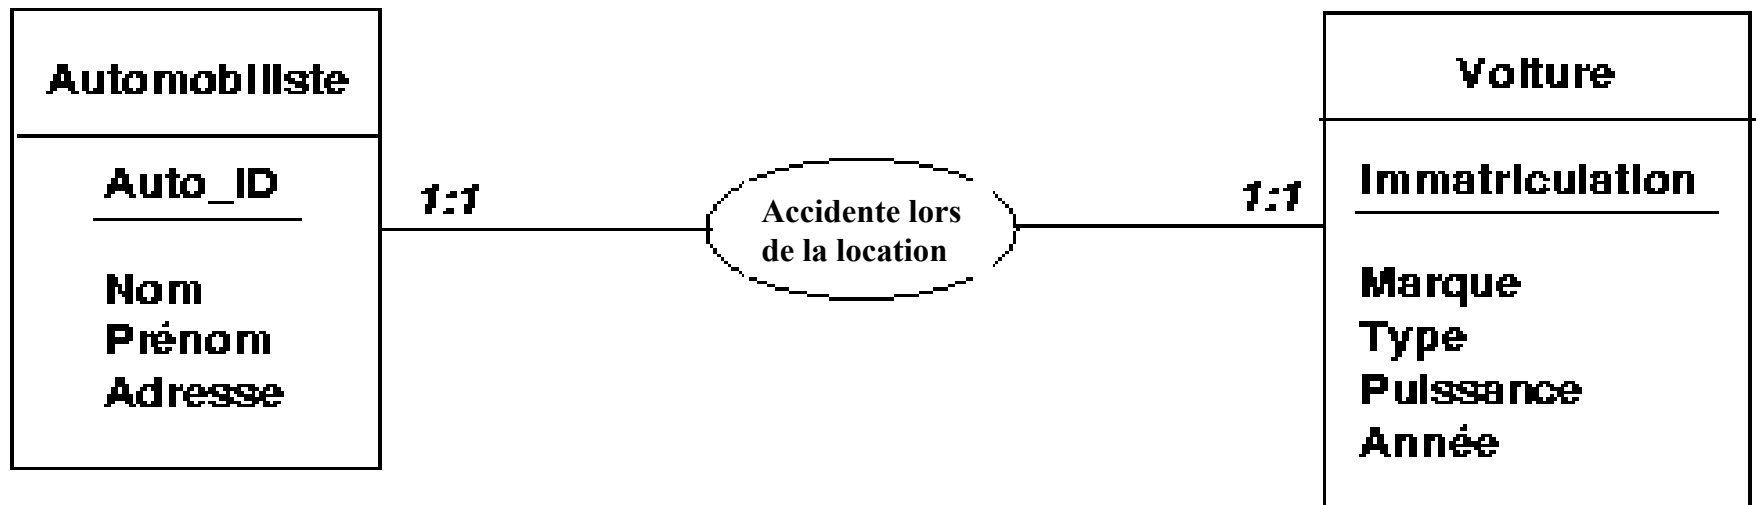 Automobiliste
Auto_ID
Nom
Prénom
Adresse
1:1
Accidente lors
de la location
1:1
Voiture
Immatriculation
Marque
Type
Puissance
Année